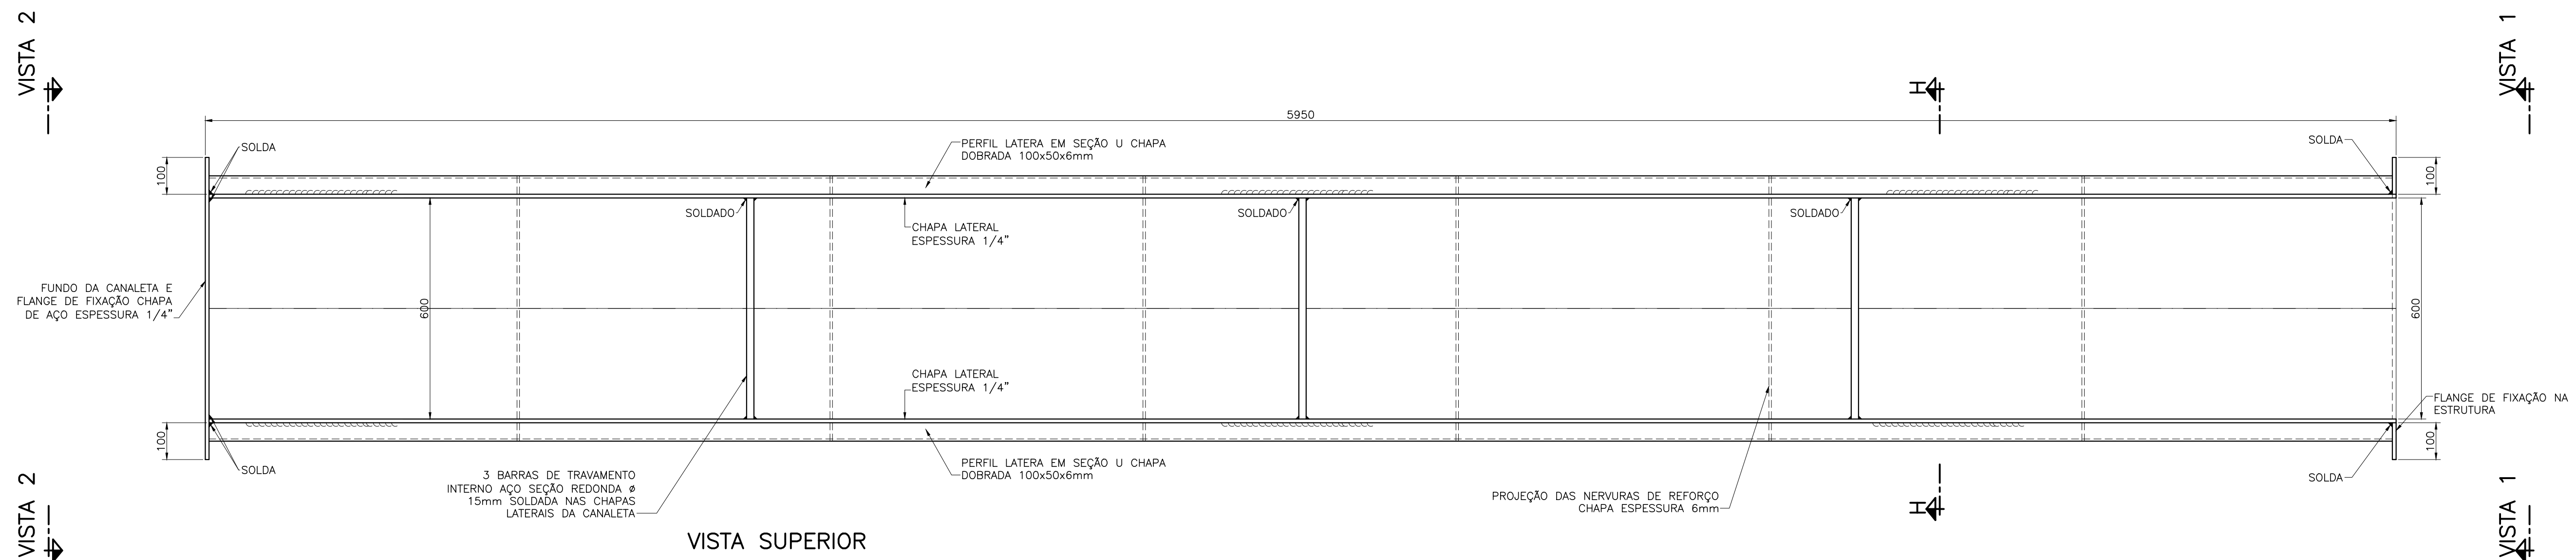 VISTA 2
VISTA 1
H
5950
SOLDA
PERFIL LATERA EM SEÇÃO U CHAPA
DOBRADA 100x50x6mm
SOLDA
100
100
SOLDADO
SOLDADO
SOLDADO
CHAPA LATERAL
ESPESSURA 1/4"
FUNDO DA CANALETA E
FLANGE DE FIXAÇÃO CHAPA
DE AÇO ESPESSURA 1/4"
600
600
CHAPA LATERAL
ESPESSURA 1/4"
FLANGE DE FIXAÇÃO NA
ESTRUTURA
100
100
SOLDA
PERFIL LATERA EM SEÇÃO U CHAPA
DOBRADA 100x50x6mm
SOLDA
3 BARRAS DE TRAVAMENTO
INTERNO AÇO SEÇÃO REDONDA ø
15mm SOLDADA NAS CHAPAS
LATERAIS DA CANALETA
PROJEÇÃO DAS NERVURAS DE REFORÇO
CHAPA ESPESSURA 6mm
VISTA 2
H
VISTA 1
VISTA SUPERIOR